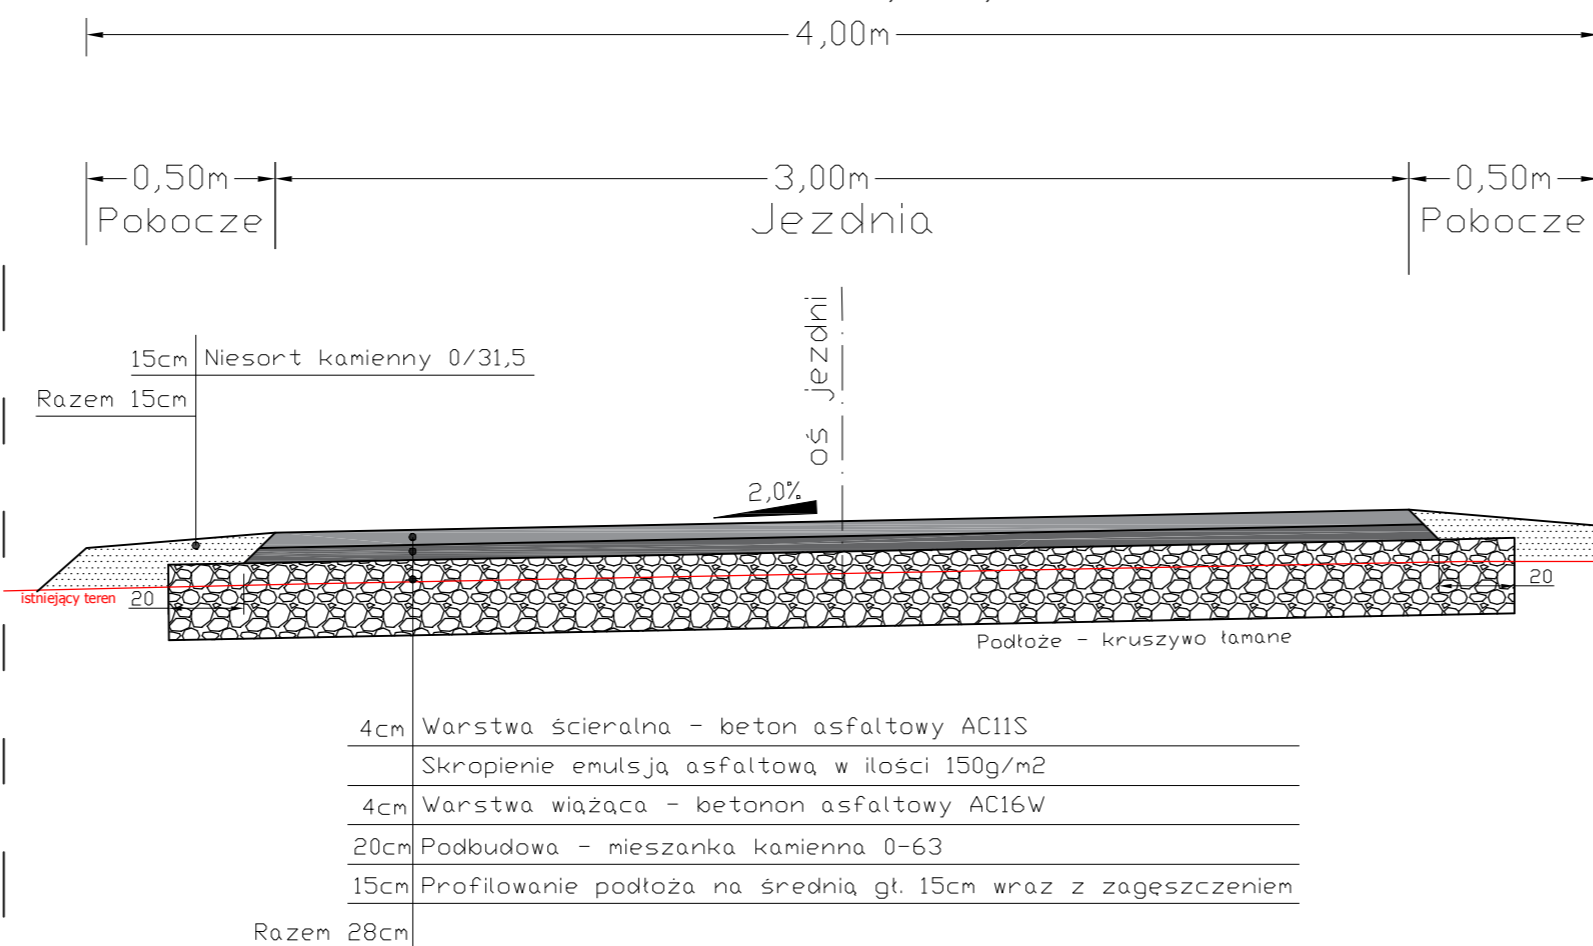 4,00m
0,50m 3,00m 0,50m
Pobocze Jezdnia Pobocze
oś jezdni
15cm Niesort kamienny 0/31,5
Razem 15cm
2,0%
istniejący teren 20 20
Podłoże - kruszywo łamane
4cm Warstwa ścieralna - beton asfaltowy AC11S
Skropienie emulsją asfaltową w ilości 150g/m2
4cm Warstwa wiążąca - betonon asfaltowy AC16W
20cm Podbudowa - mieszanka kamienna 0-63
15cm Profilowanie podłoża na średnią gł. 15cm wraz z zagęszczeniem
Razem 28cm